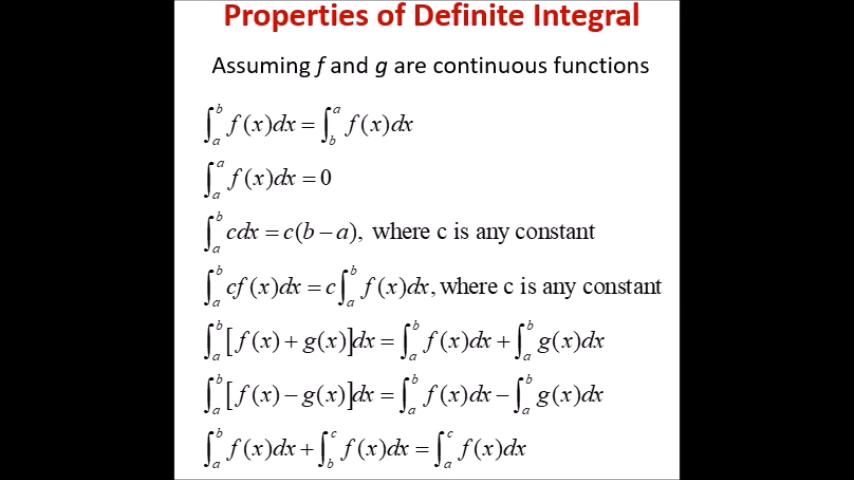 Properties of Definite Integral
Assuming f and g are continuous functions
∫_a^b f(x)dx = ∫_b^a f(x)dx
∫_a^a f(x)dx = 0
∫_a^b cdx = c(b − a), where c is any constant
∫_a^b cf(x)dx = c∫_a^b f(x)dx, where c is any constant
∫_a^b [f(x) + g(x)]dx = ∫_a^b f(x)dx + ∫_a^b g(x)dx
∫_a^b [f(x) − g(x)]dx = ∫_a^b f(x)dx − ∫_a^b g(x)dx
∫_a^b f(x)dx + ∫_b^c f(x)dx = ∫_a^c f(x)dx